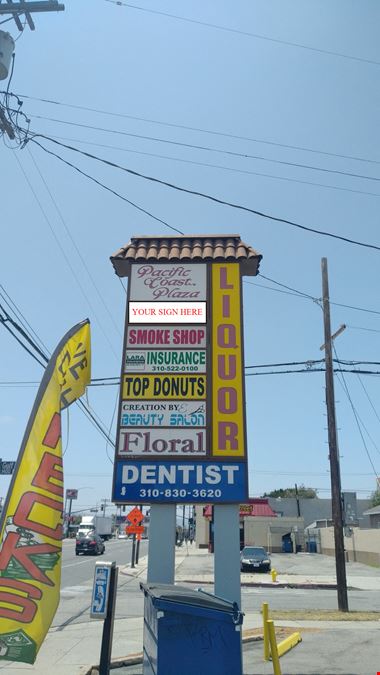 Pacific
Coast..
Plaza
YOUR SIGN HERE
SMOKE SHOP
LARA INSURANCE
310-522-0100
TOP DONUTS
CREATION BY
BEAUTY SALON
Floral
LIQUOR
DENTIST
310-830-3620